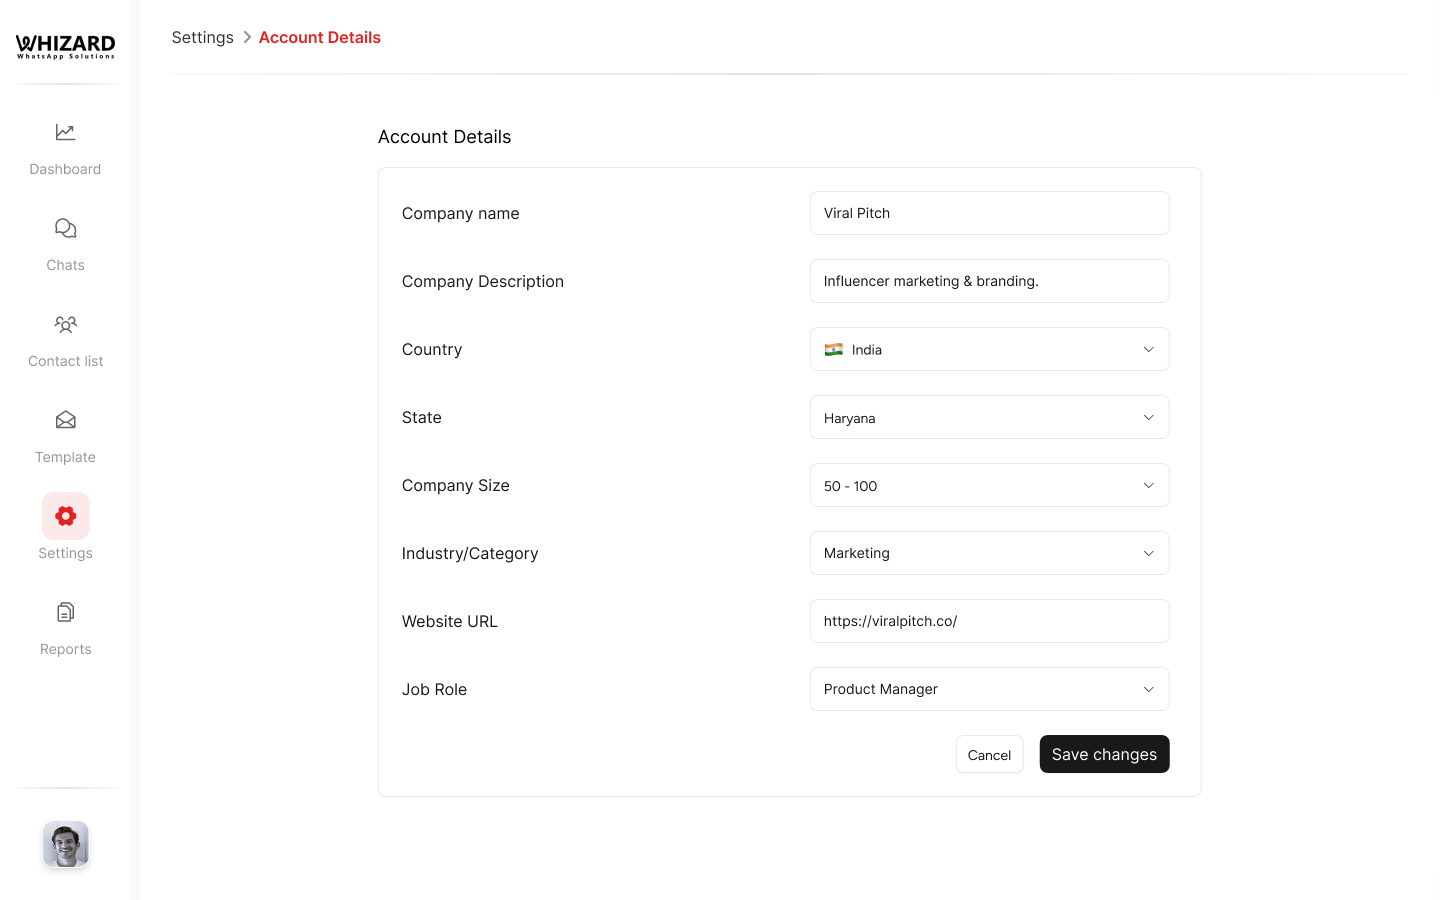 WHIZARD
WhatsApp Solutions
Dashboard
Chats
Contact list
Template
Settings
Reports
Settings > Account Details
Account Details
Company name
Viral Pitch
Company Description
Influencer marketing & branding.
Country
India
State
Haryana
Company Size
50 - 100
Industry/Category
Marketing
Website URL
https://viralpitch.co/
Job Role
Product Manager
Cancel
Save changes